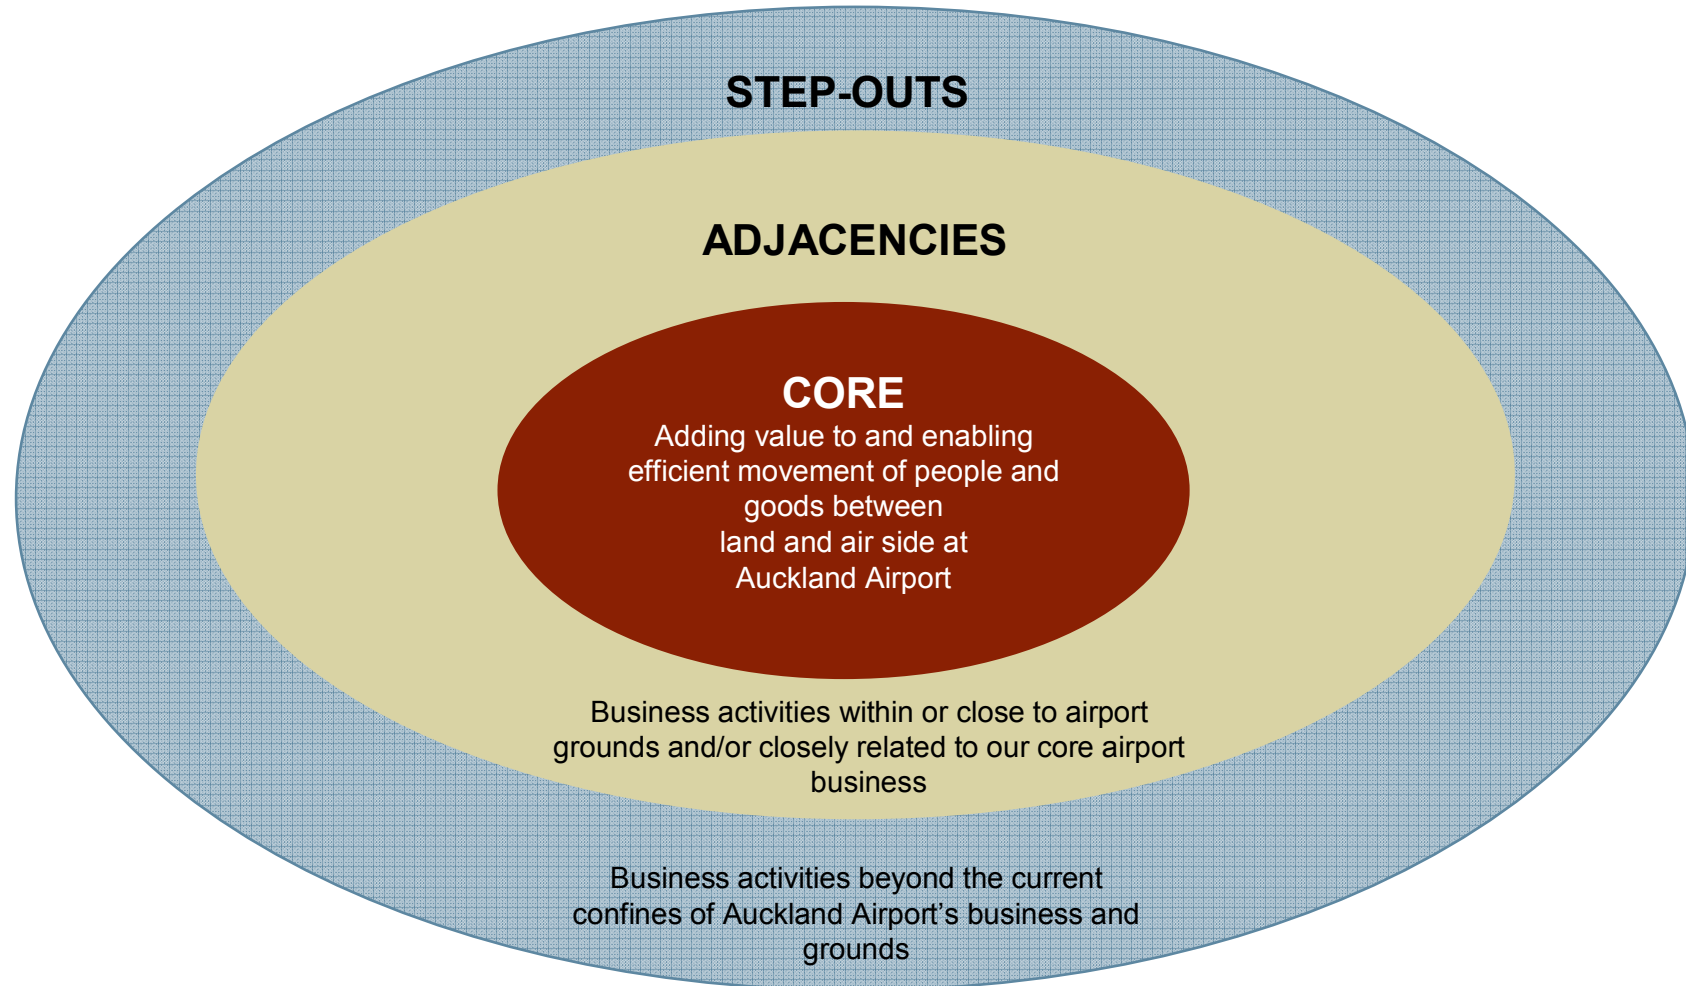 STEP-OUTS
ADJACENCIES
CORE
Adding value to and enabling
efficient movement of people and
goods between
land and air side at
Auckland Airport
Business activities within or close to airport
grounds and/or closely related to our core airport
business
Business activities beyond the current
confines of Auckland Airport’s business and
grounds